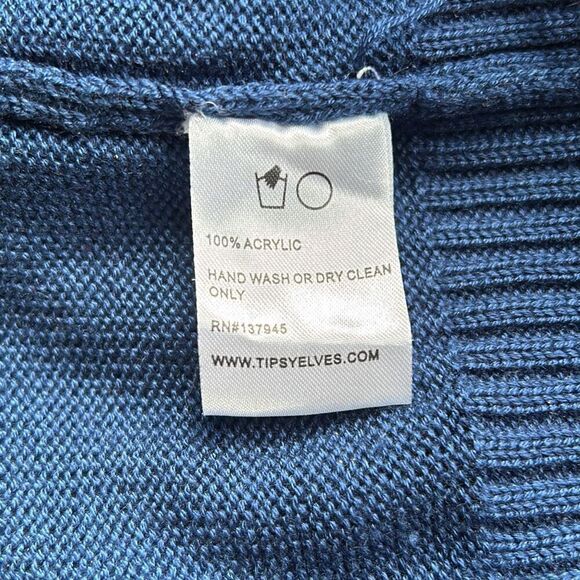 100% ACRYLIC
HAND WASH OR DRY CLEAN
ONLY
RN#137945
WWW.TIPSYELVES.COM